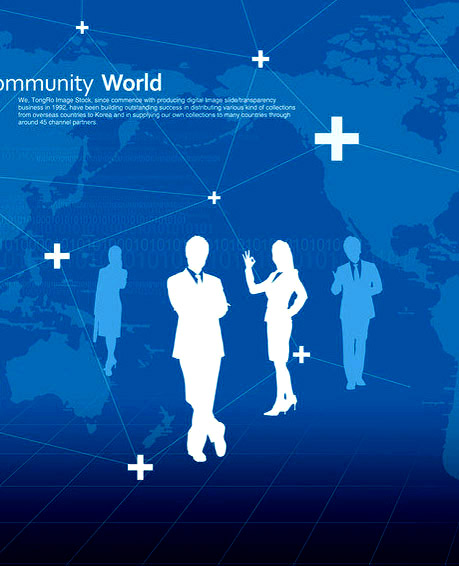 ommunity World
We, TongRo Image Stock, since commence with producing digital image slide/transparency
business in 1992, have been building outstanding success in distributing various kind of collections
from overseas countries to Korea and in supplying our own collections to many countries through
around 45 channel partners.